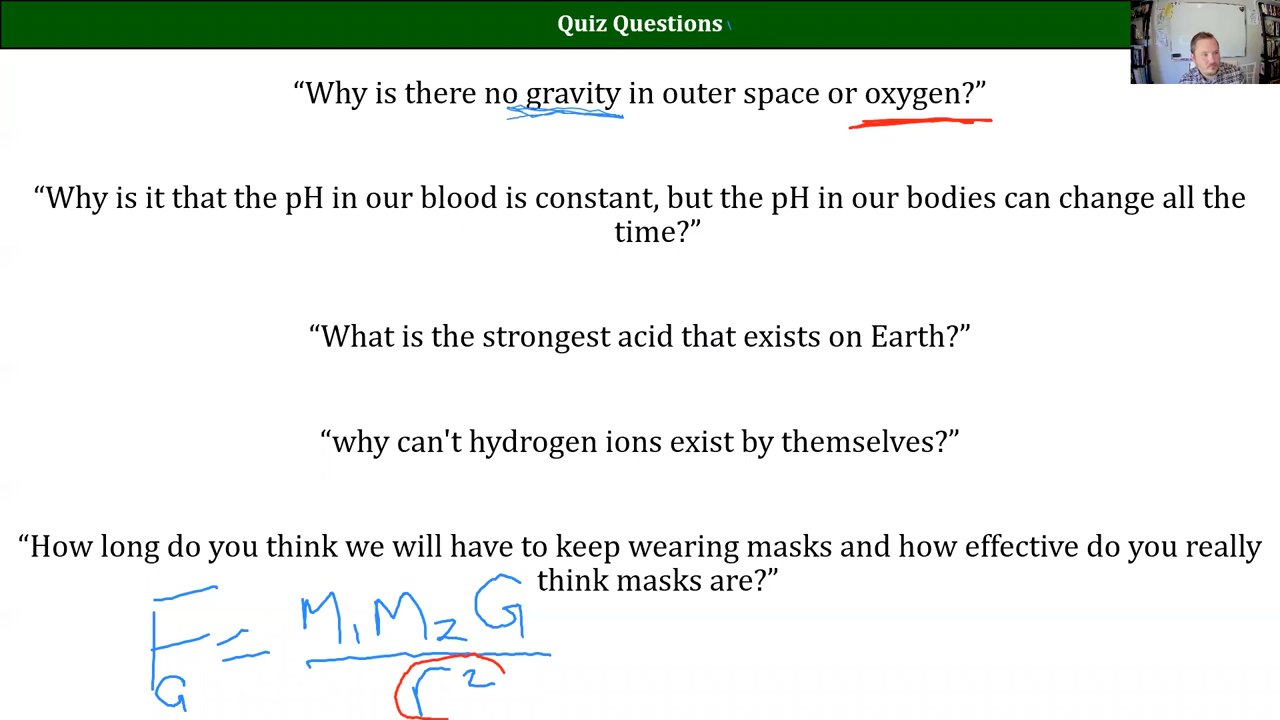 Quiz Questions
“Why is there no gravity in outer space or oxygen?”
“Why is it that the pH in our blood is constant, but the pH in our bodies can change all the
time?”
“What is the strongest acid that exists on Earth?”
“why can't hydrogen ions exist by themselves?”
“How long do you think we will have to keep wearing masks and how effective do you really
think masks are?”
F_G = M₁M₂G
r²